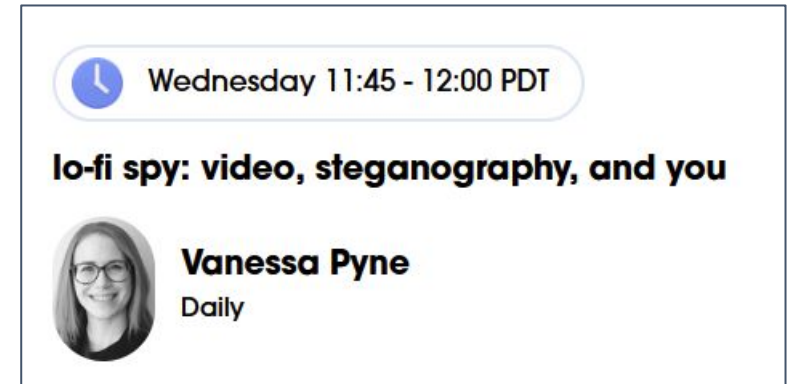 Wednesday 11:45 - 12:00 PDT
lo-fi spy: video, steganography, and you
Vanessa Pyne
Daily